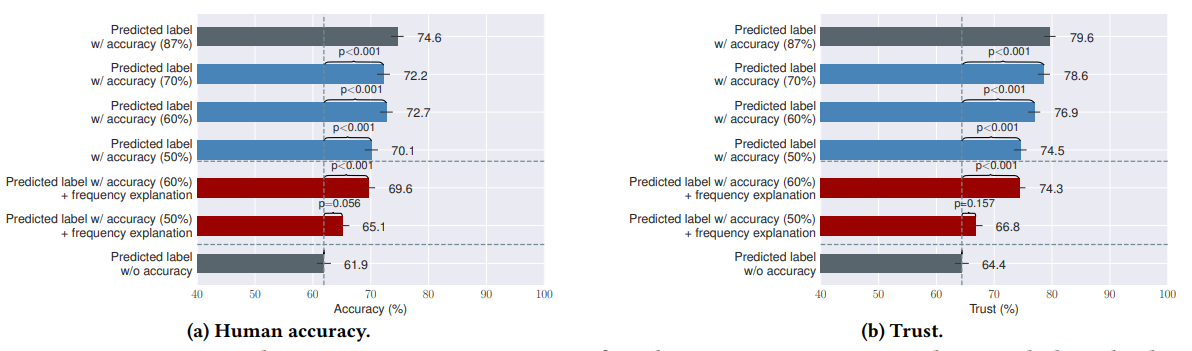 Predicted label
w/ accuracy (87%)
74.6
p<0.001
Predicted label
w/ accuracy (70%)
72.2
p<0.001
Predicted label
w/ accuracy (60%)
72.7
p<0.001
Predicted label
w/ accuracy (50%)
70.1
p<0.001
Predicted label w/ accuracy (60%)
+ frequency explanation
69.6
p=0.056
Predicted label w/ accuracy (50%)
+ frequency explanation
65.1
Predicted label
w/o accuracy
61.9
40 50 60 70 80 90 100
Accuracy (%)
(a) Human accuracy.
Predicted label
w/ accuracy (87%)
79.6
p<0.001
Predicted label
w/ accuracy (70%)
78.6
p<0.001
Predicted label
w/ accuracy (60%)
76.9
p<0.001
Predicted label
w/ accuracy (50%)
74.5
p<0.001
Predicted label w/ accuracy (60%)
+ frequency explanation
74.3
p=0.157
Predicted label w/ accuracy (50%)
+ frequency explanation
66.8
Predicted label
w/o accuracy
64.4
40 50 60 70 80 90 100
Trust (%)
(b) Trust.